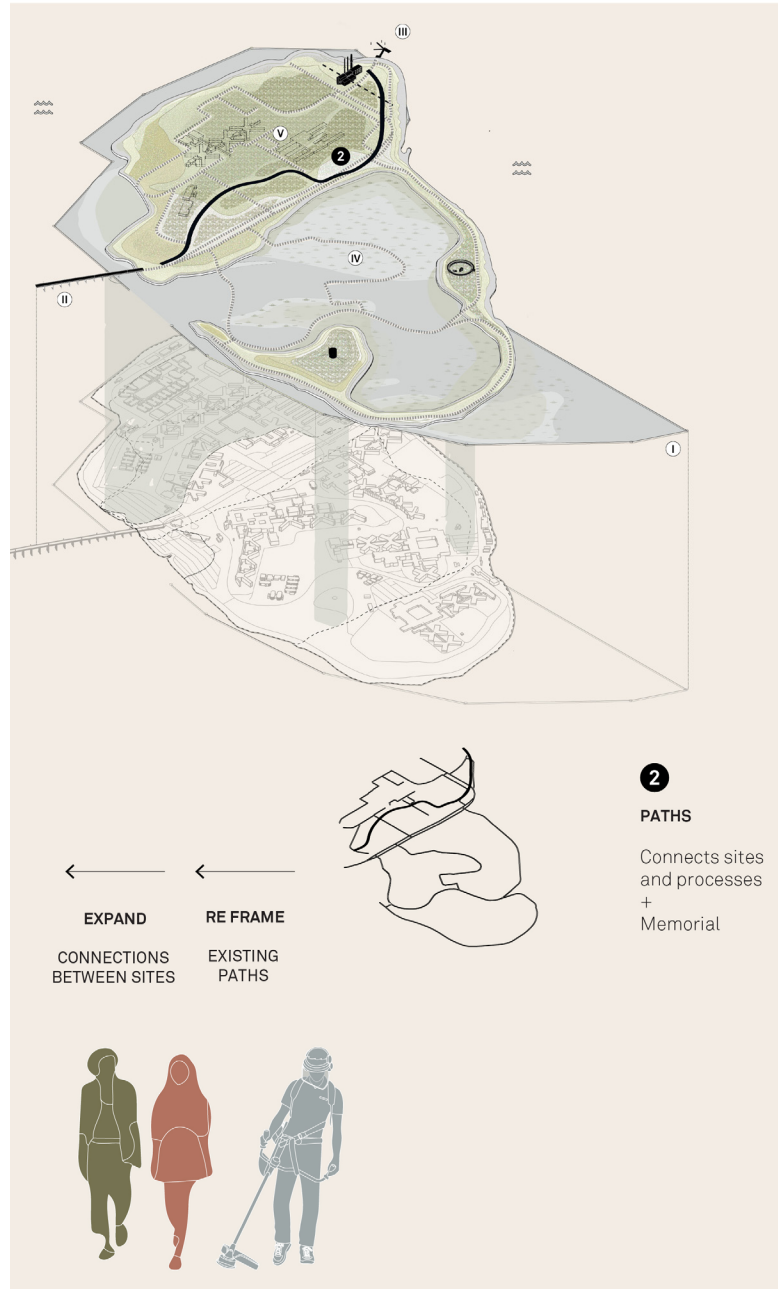 III
V
2
IV
II
I
2
PATHS
Connects sites
and processes
+
Memorial
EXPAND
RE FRAME
CONNECTIONS
BETWEEN SITES
EXISTING
PATHS